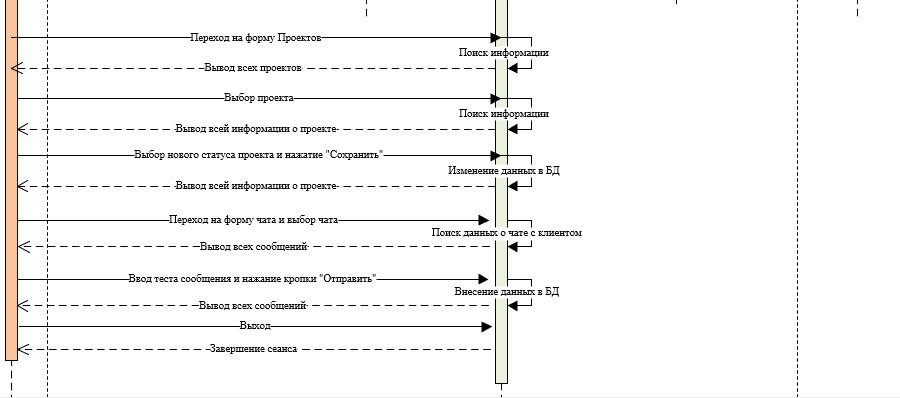 Переход на форму Проектов
Поиск информации
Вывод всех проектов
Выбор проекта
Поиск информации
Вывод всей информации о проекте
Выбор нового статуса проекта и нажатие "Сохранить"
Изменение данных в БД
Вывод всей информации о проекте
Переход на форму чата и выбор чата
Поиск данных о чате с клиентом
Вывод всех сообщений
Ввод теста сообщения и нажание кропки "Отправить"
Внесение данных в БД
Вывод всех сообщений
Выход
Завершение сеанса